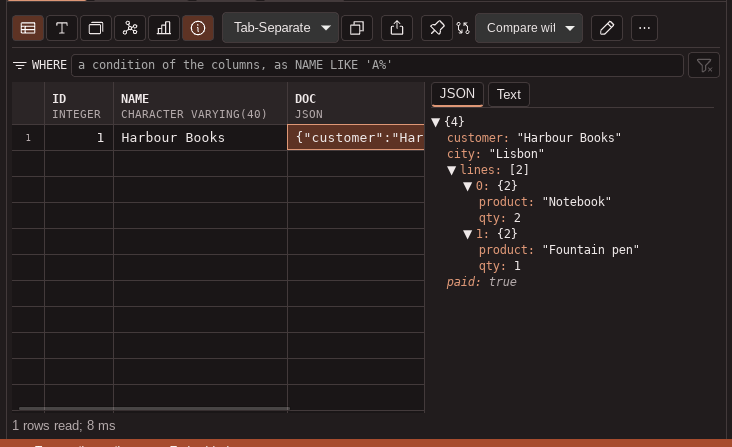 Tab-Separate
Compare wit
WHERE a condition of the columns, as NAME LIKE 'A%'
ID NAME DOC
INTEGER CHARACTER VARYING(40) JSON
1 1 Harbour Books {"customer":"Har
JSON Text
{4}
customer: "Harbour Books"
city: "Lisbon"
lines: [2]
0: {2}
product: "Notebook"
qty: 2
1: {2}
product: "Fountain pen"
qty: 1
paid: true
1 rows read; 8 ms